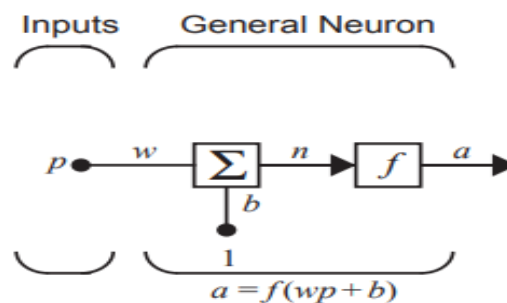 Inputs General Neuron
p w Σ n f a
b
1
a = f(wp + b)